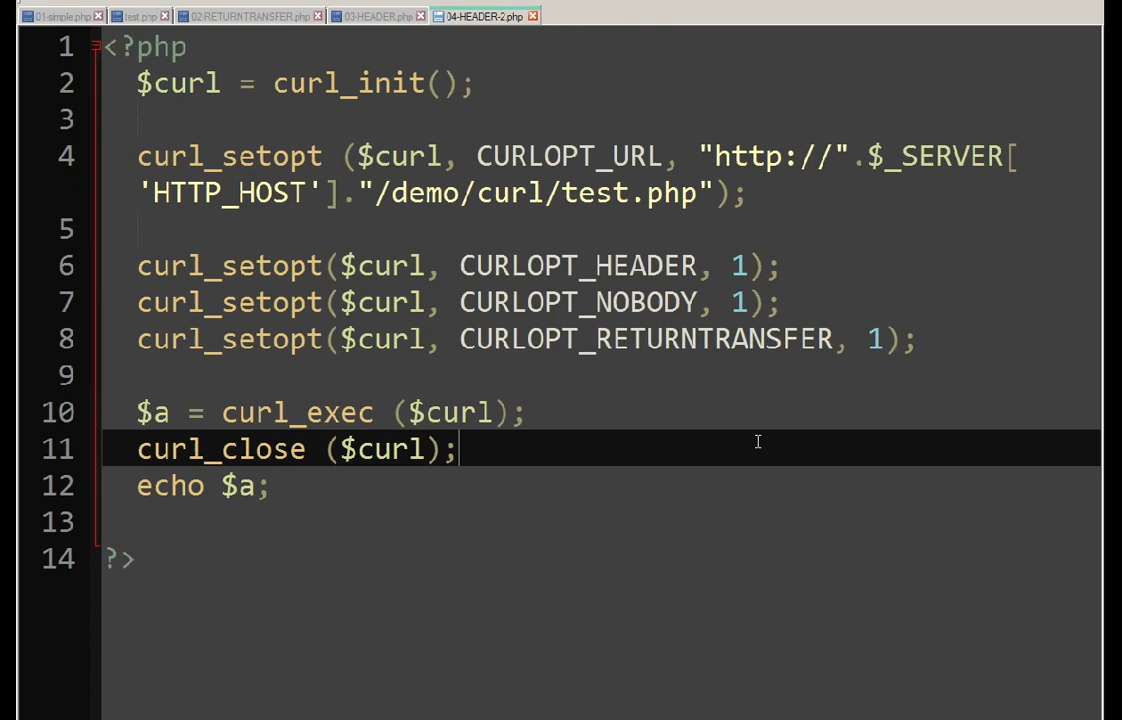 01-simple.php test.php 02-RETURNTRANSFER.php 03-HEADER.php 04-HEADER-2.php
1 <?php
2 $curl = curl_init();
3
4 curl_setopt ($curl, CURLOPT_URL, "http://".$_SERVER[
'HTTP_HOST']."/demo/curl/test.php");
5
6 curl_setopt($curl, CURLOPT_HEADER, 1);
7 curl_setopt($curl, CURLOPT_NOBODY, 1);
8 curl_setopt($curl, CURLOPT_RETURNTRANSFER, 1);
9
10 $a = curl_exec ($curl);
11 curl_close ($curl);
12 echo $a;
13
14 ?>